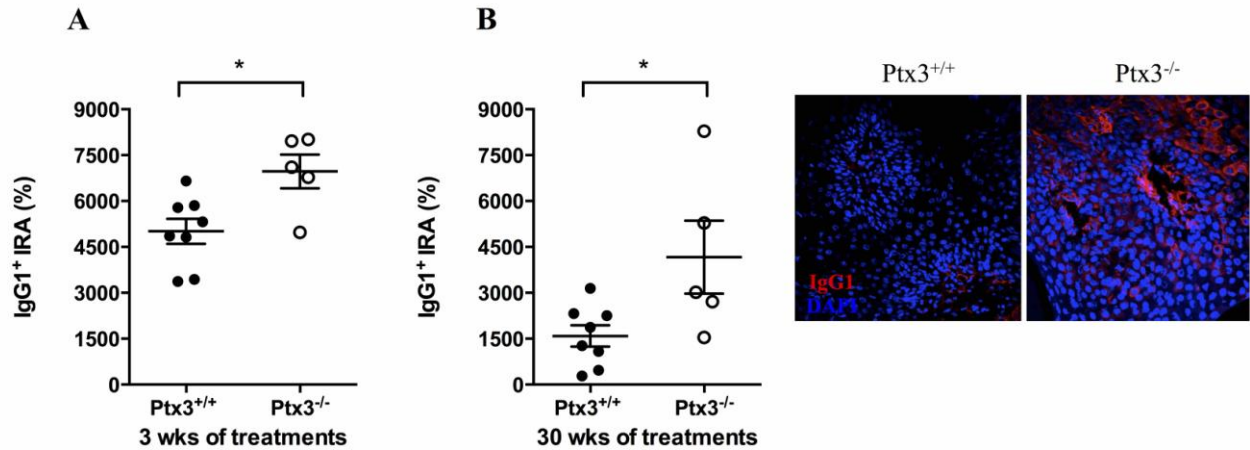 A
*
IgG1⁺ IRA (%)
9000
7500
6000
4500
3000
1500
0
Ptx3⁺/⁺
Ptx3⁻/⁻
3 wks of treatments
B
*
IgG1⁺ IRA (%)
9000
7500
6000
4500
3000
1500
0
Ptx3⁺/⁺
Ptx3⁻/⁻
30 wks of treatments
Ptx3⁺/⁺
Ptx3⁻/⁻
IgG1
DAPI